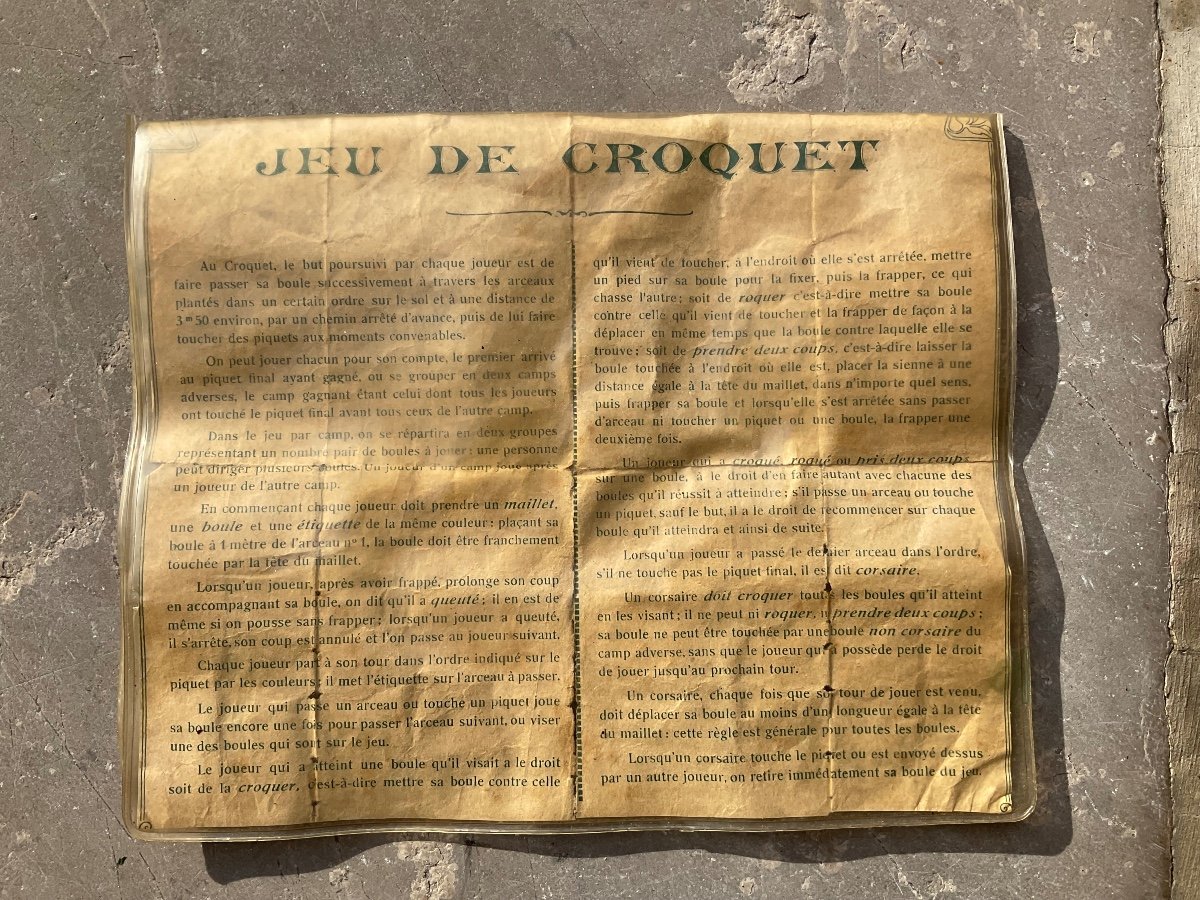 JEU DE CROQUET
Au Croquet, le but poursuivi par chaque joueur est de
faire passer sa boule successivement à travers les arceaux
plantés dans un certain ordre sur le sol et à une distance de
3 m 50 environ, par un chemin arrêté d'avance, puis de lui faire
toucher des piquets aux moments convenables.
On peut jouer chacun pour son compte, le premier arrivé
au piquet final ayant gagné, ou se grouper en deux camps
adverses, le camp gagnant étant celui dont tous les joueurs
ont touché le piquet final avant tous ceux de l'autre camp.
Dans le jeu par camp, on se répartira en deux groupes
représentant un nombre pair de boules à jouer : une personne
peut diriger plusieurs boules. Un joueur d'un camp joue après
un joueur de l'autre camp.
En commençant chaque joueur doit prendre un maillet,
une boule et une étiquette de la même couleur ; plaçant sa
boule à 1 mètre de l'arceau nº 1, la boule doit être franchement
touchée par la tête du maillet.
Lorsqu'un joueur, après avoir frappé, prolonge son coup
en accompagnant sa boule, on dit qu'il a queuté ; il en est de
même si on pousse sans frapper ; lorsqu'un joueur a queuté,
il s'arrête, son coup est annulé et l'on passe au joueur suivant.
Chaque joueur part à son tour dans l'ordre indiqué sur le
piquet par les couleurs ; il met l'étiquette sur l'arceau à passer.
Le joueur qui passe un arceau ou touche un piquet joue
sa boule encore une fois pour passer l'arceau suivant, ou viser
une des boules qui sont sur le jeu.
Le joueur qui a atteint une boule qu'il visait a le droit
soit de la croquer, c'est-à-dire mettre sa boule contre celle
qu'il vient de toucher, à l'endroit où elle s'est arrêtée, mettre
un pied sur sa boule pour la fixer, puis la frapper, ce qui
chasse l'autre ; soit de roquer c'est-à-dire mettre sa boule
contre celle qu'il vient de toucher et la frapper de façon à la
déplacer en même temps que la boule contre laquelle elle se
trouve ; soit de prendre deux coups, c'est-à-dire laisser la
boule touchée à l'endroit où elle est, placer la sienne à une
distance égale à la tête du maillet, dans n'importe quel sens,
puis frapper sa boule et lorsqu'elle s'est arrêtée sans passer
d'arceau ni toucher un piquet ou une boule, la frapper une
deuxième fois.
Un joueur qui a croqué, roqué ou pris deux coups
sur une boule, a le droit d'en faire autant avec chacune des
boules qu'il réussit à atteindre ; s'il passe un arceau ou touche
un piquet, sauf le but, il a le droit de recommencer sur chaque
boule qu'il atteindra et ainsi de suite.
Lorsqu'un joueur a passé le dernier arceau dans l'ordre,
s'il ne touche pas le piquet final, il est dit corsaire.
Un corsaire doit croquer toutes les boules qu'il atteint
en les visant ; il ne peut ni roquer, ni prendre deux coups ;
sa boule ne peut être touchée par une boule non corsaire du
camp adverse, sans que le joueur qui la possède perde le droit
de jouer jusqu'au prochain tour.
Un corsaire, chaque fois que son tour de jouer est venu,
doit déplacer sa boule au moins d'un longueur égale à la tête
du maillet : cette règle est générale pour toutes les boules.
Lorsqu'un corsaire touche le piquet ou est envoyé dessus
par un autre joueur, on retire immédatement sa boule du jeu.